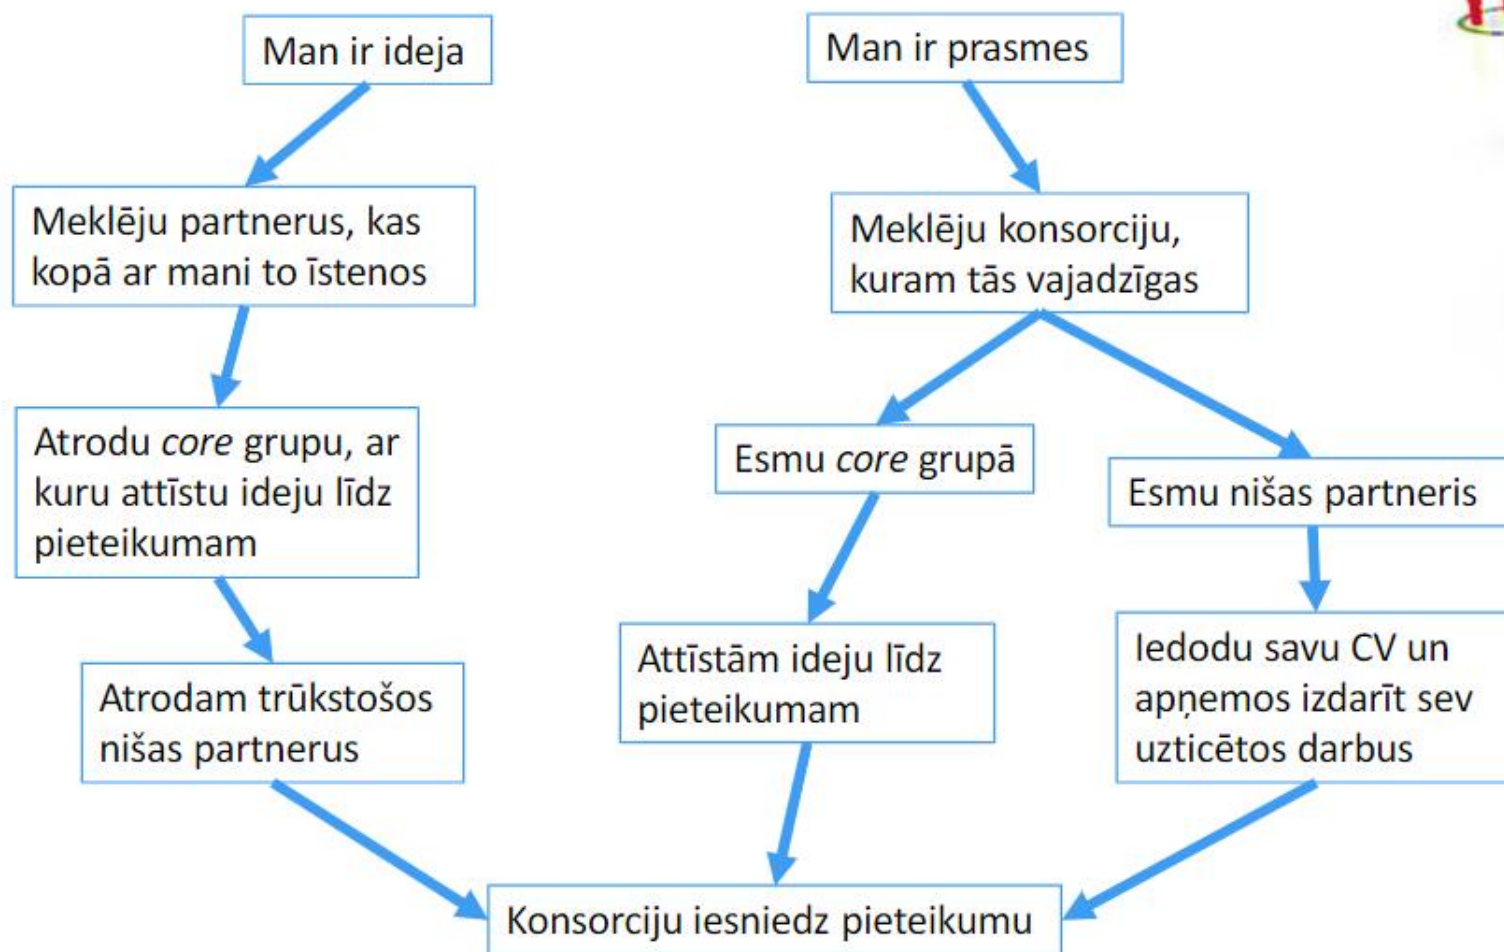 Man ir ideja
Man ir prasmes
Meklēju partnerus, kas
kopā ar mani to īstenos
Meklēju konsorciju,
kuram tās vajadzīgas
Atrodu core grupu, ar
kuru attīstu ideju līdz
pieteikumam
Esmu core grupā
Esmu nišas partneris
Atrodam trūkstošos
nišas partnerus
Attīstām ideju līdz
pieteikumam
Iedodu savu CV un
apņemos izdarīt sev
uzticētos darbus
Konsorciju iesniedz pieteikumu